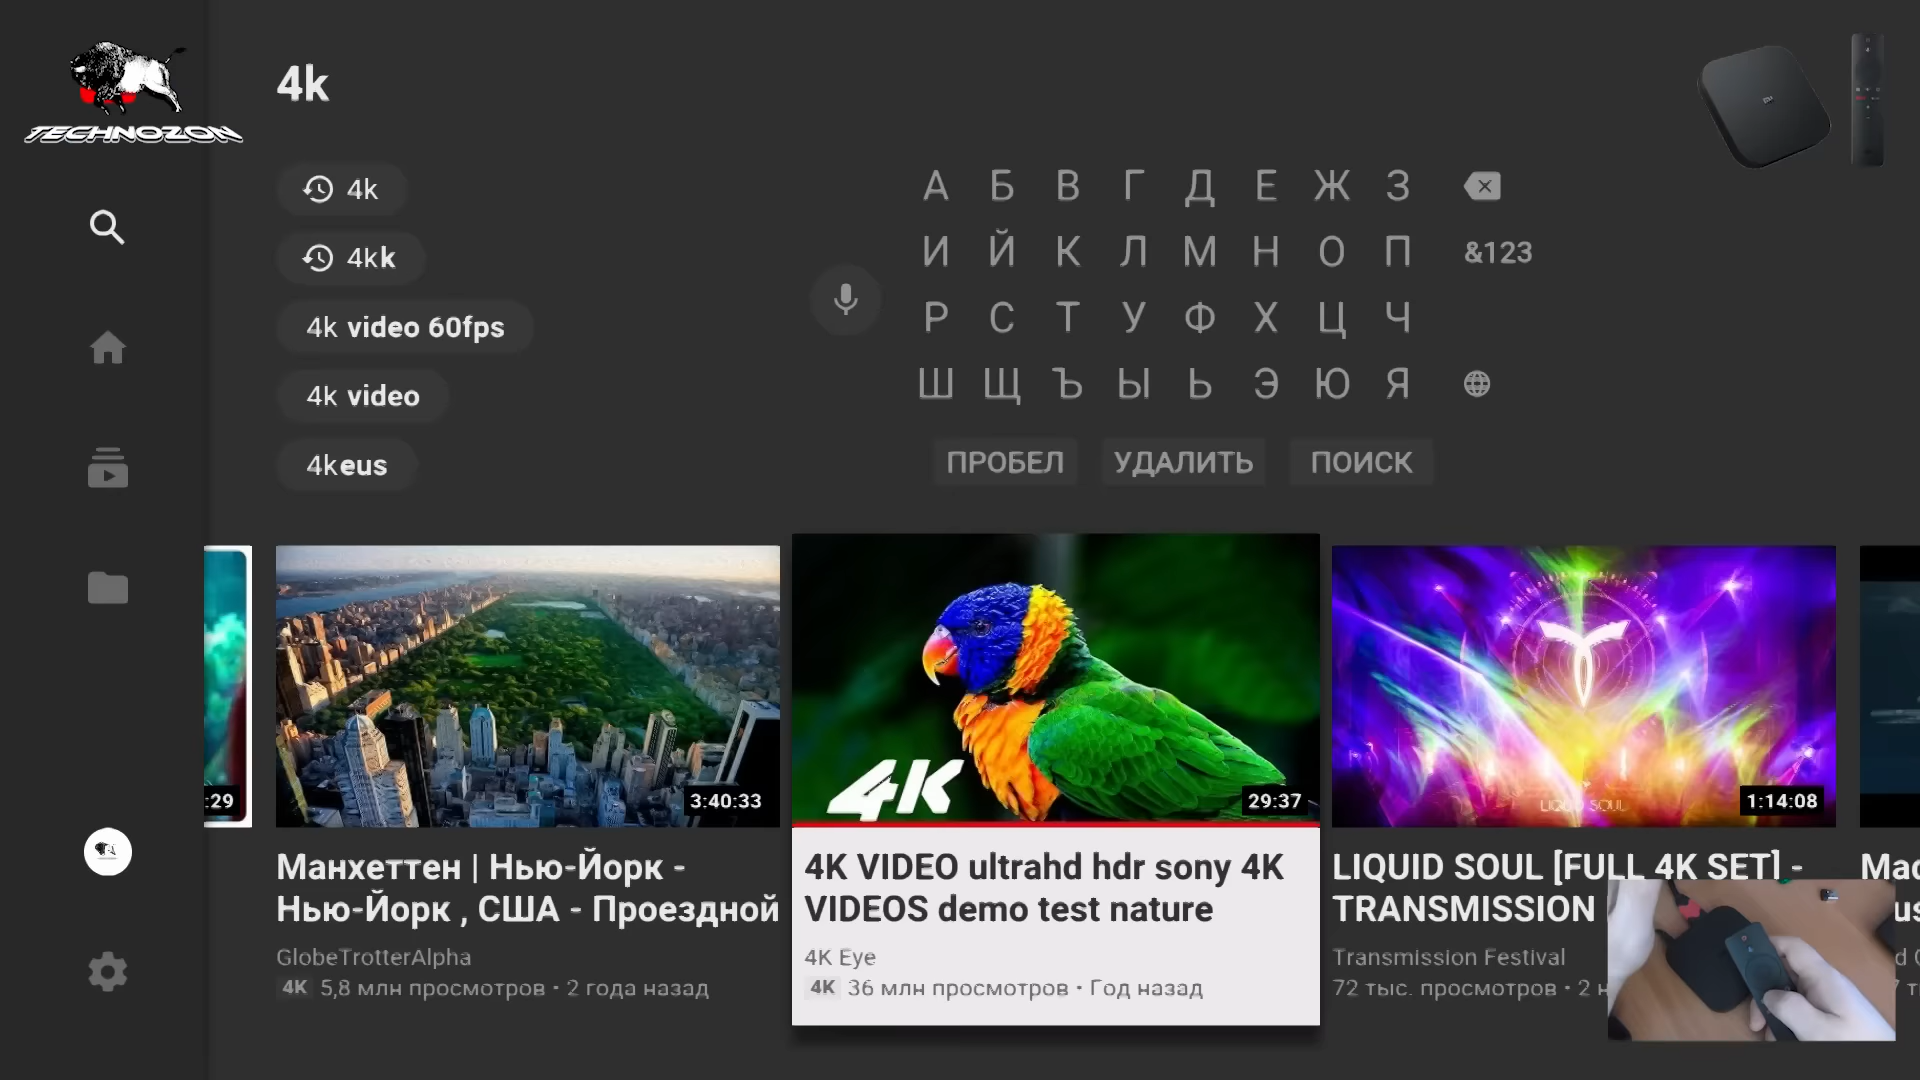 TECHNOZON
4k
4k
4kk
4k video 60fps
4k video
4keus
А Б В Г Д Е Ж З
И Й К Л М Н О П &123
Р С Т У Ф Х Ц Ч
Ш Щ Ъ Ы Ь Э Ю Я
ПРОБЕЛ УДАЛИТЬ ПОИСК
:29
3:40:33
4K
29:37
LIQUID SOUL
1:14:08
Манхеттен | Нью-Йорк -
Нью-Йорк , США - Проездной
GlobeTrotterAlpha
4K 5,8 млн просмотров • 2 года назад
4K VIDEO ultrahd hdr sony 4K
VIDEOS demo test nature
4K Eye
4K 36 млн просмотров • Год назад
LIQUID SOUL [FULL 4K SET] -
TRANSMISSION
Transmission Festival
72 тыс. просмотров • 2 н